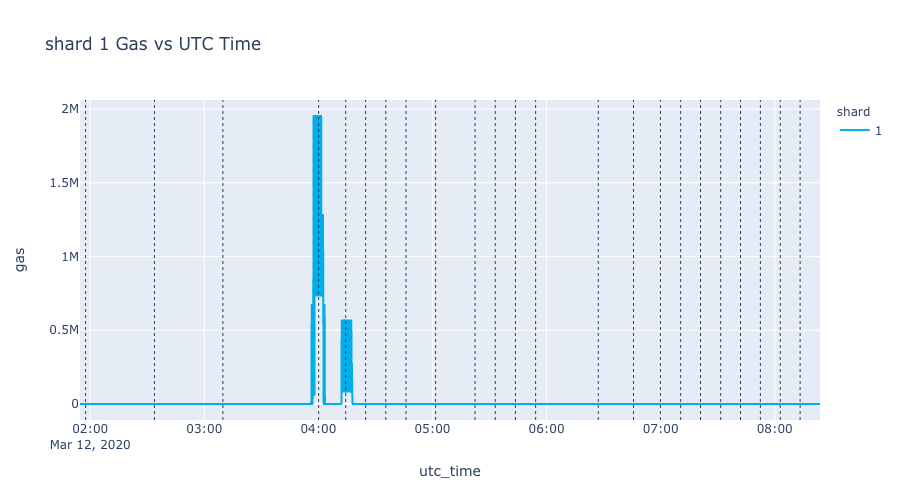 shard 1 Gas vs UTC Time
shard
1
2M
1.5M
1M
0.5M
0
gas
02:00
03:00
04:00
05:00
06:00
07:00
08:00
Mar 12, 2020
utc_time